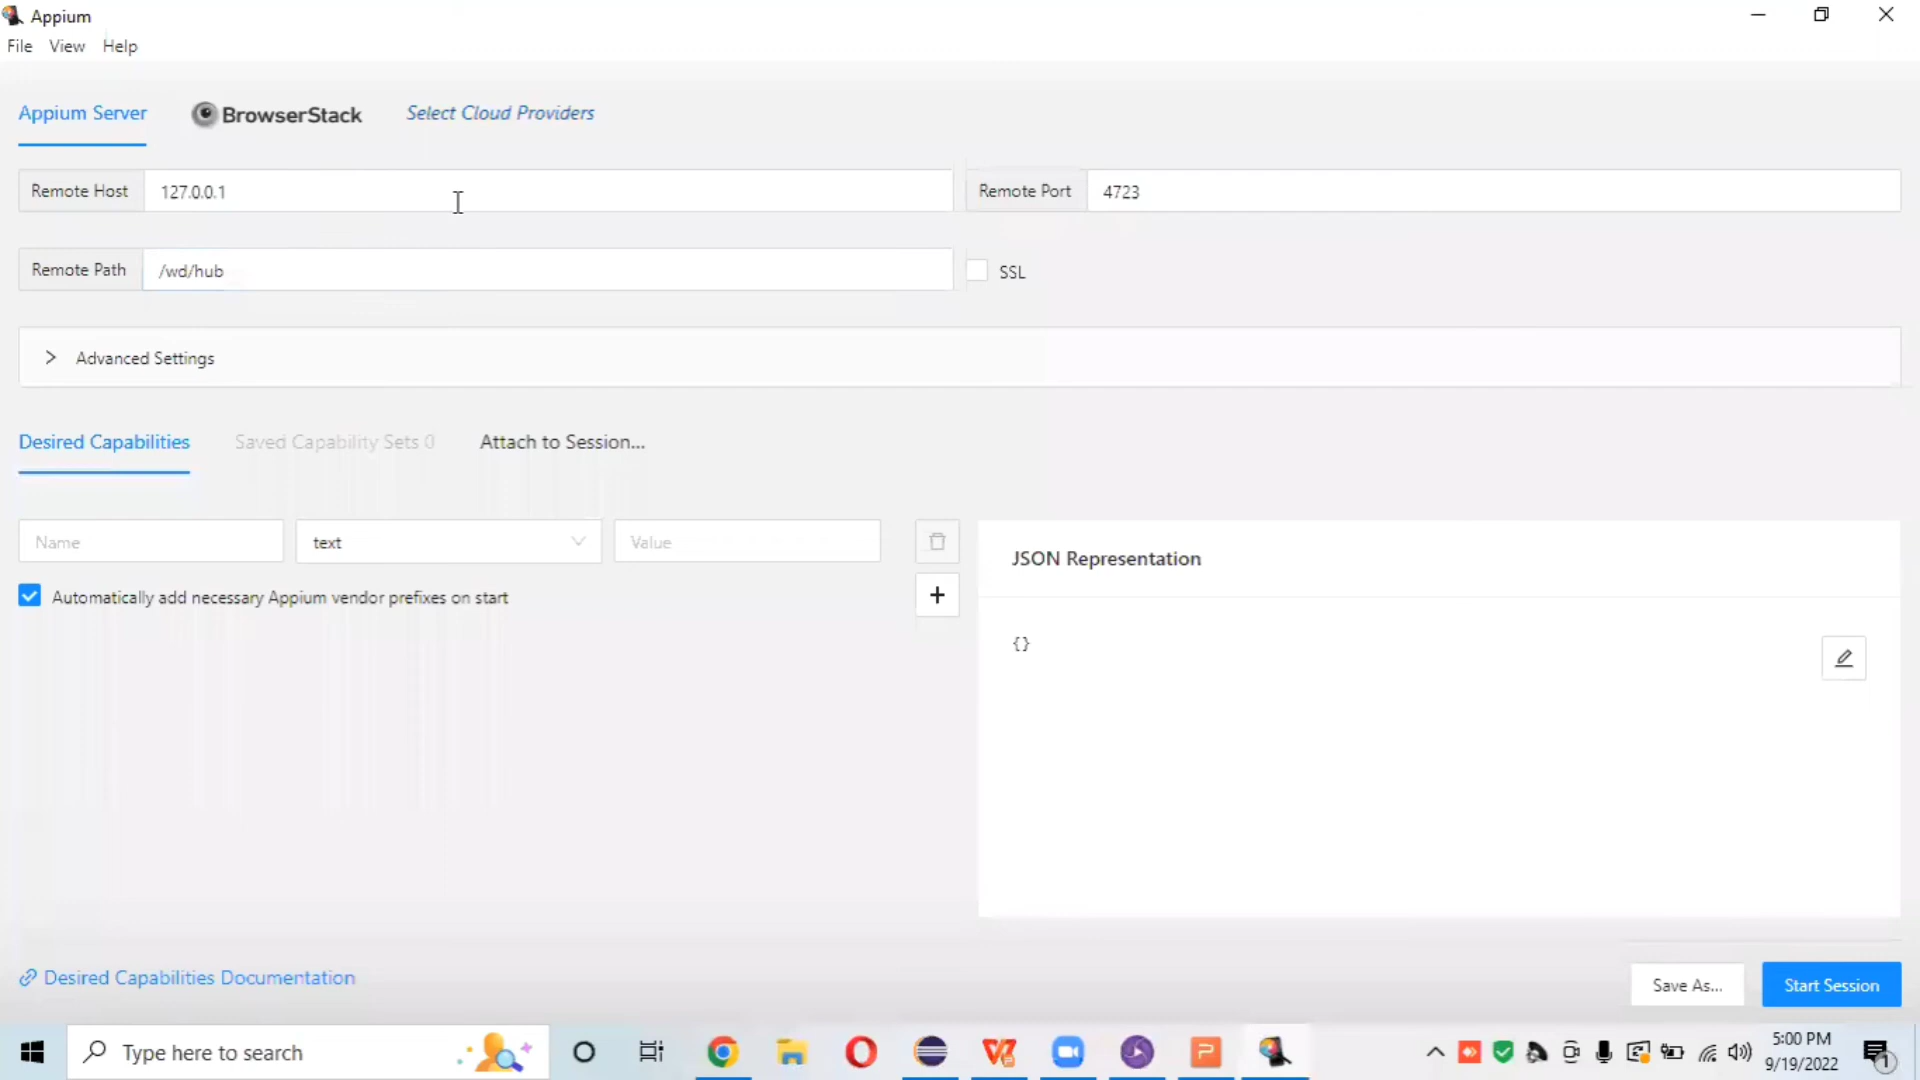 Appium
File View Help
Appium Server BrowserStack Select Cloud Providers
Remote Host 127.0.0.1 Remote Port 4723
Remote Path /wd/hub SSL
Advanced Settings
Desired Capabilities Saved Capability Sets 0 Attach to Session...
Name text Value
JSON Representation
Automatically add necessary Appium vendor prefixes on start
{}
Desired Capabilities Documentation
Save As... Start Session
Type here to search
5:00 PM
9/19/2022
1